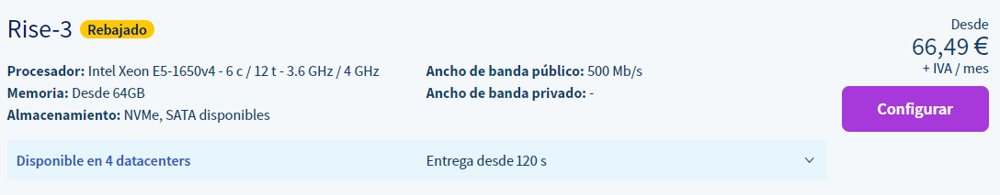 Rise-3 Rebajado
Desde
66,49 €
+ IVA / mes
Procesador: Intel Xeon E5-1650v4 - 6 c / 12 t - 3.6 GHz / 4 GHz
Memoria: Desde 64GB
Almacenamiento: NVMe, SATA disponibles
Ancho de banda público: 500 Mb/s
Ancho de banda privado: -
Configurar
Disponible en 4 datacenters
Entrega desde 120 s